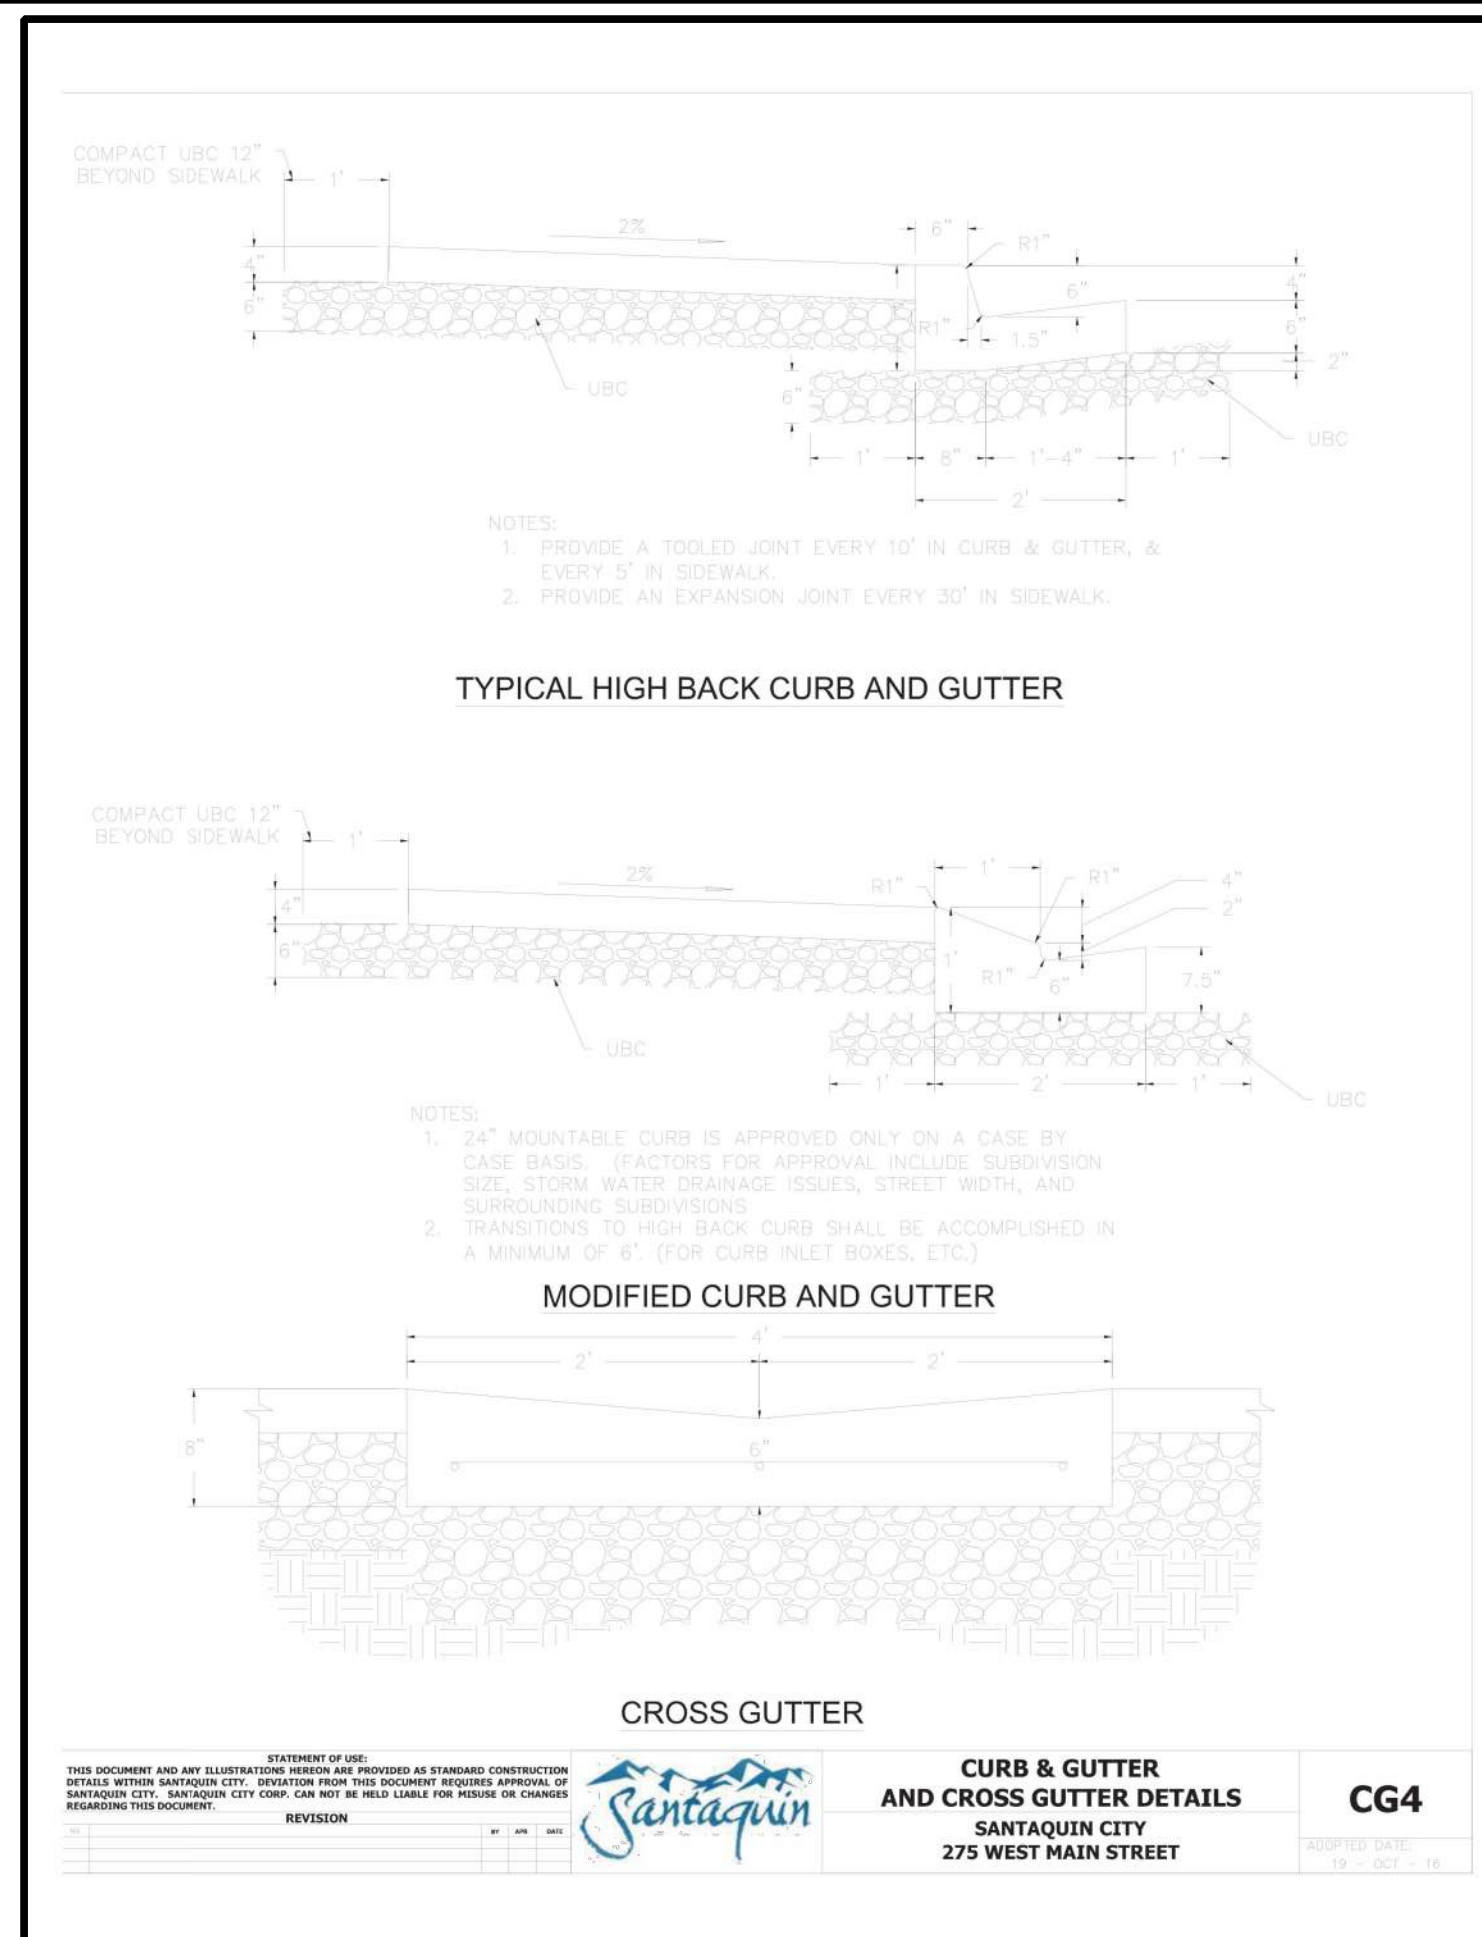 COMPACT UBC 12"
BEYOND SIDEWALK
1'
2%
6"
R1"
4"
6"
6"
4"
R1"
1.5"
6"
2"
UBC
6"
UBC
1'
8"
1'-4"
1'
2'
NOTES:
1. PROVIDE A TOOLED JOINT EVERY 10' IN CURB & GUTTER, &
EVERY 5' IN SIDEWALK.
2. PROVIDE AN EXPANSION JOINT EVERY 30' IN SIDEWALK.
TYPICAL HIGH BACK CURB AND GUTTER
COMPACT UBC 12"
BEYOND SIDEWALK
1'
2%
1'
R1"
R1"
4"
2"
4"
6"
1'
R1"
6"
7.5"
UBC
1'
2'
1'
UBC
NOTES:
1. 24" MOUNTABLE CURB IS APPROVED ONLY ON A CASE BY
CASE BASIS. (FACTORS FOR APPROVAL INCLUDE SUBDIVISION
SIZE, STORM WATER DRAINAGE ISSUES, STREET WIDTH, AND
SURROUNDING SUBDIVISIONS
2. TRANSITIONS TO HIGH BACK CURB SHALL BE ACCOMPLISHED IN
A MINIMUM OF 6'. (FOR CURB INLET BOXES, ETC.)
MODIFIED CURB AND GUTTER
4'
2'
2'
8"
6"
CROSS GUTTER
STATEMENT OF USE:
THIS DOCUMENT AND ANY ILLUSTRATIONS HEREON ARE PROVIDED AS STANDARD CONSTRUCTION
DETAILS WITHIN SANTAQUIN CITY. DEVIATION FROM THIS DOCUMENT REQUIRES APPROVAL OF
SANTAQUIN CITY. SANTAQUIN CITY CORP. CAN NOT BE HELD LIABLE FOR MISUSE OR CHANGES
REGARDING THIS DOCUMENT.
REVISION
NO. BY APR. DATE
Santaquin
CURB & GUTTER
AND CROSS GUTTER DETAILS
SANTAQUIN CITY
275 WEST MAIN STREET
CG4
ADOPTED DATE:
19 - OCT - 16